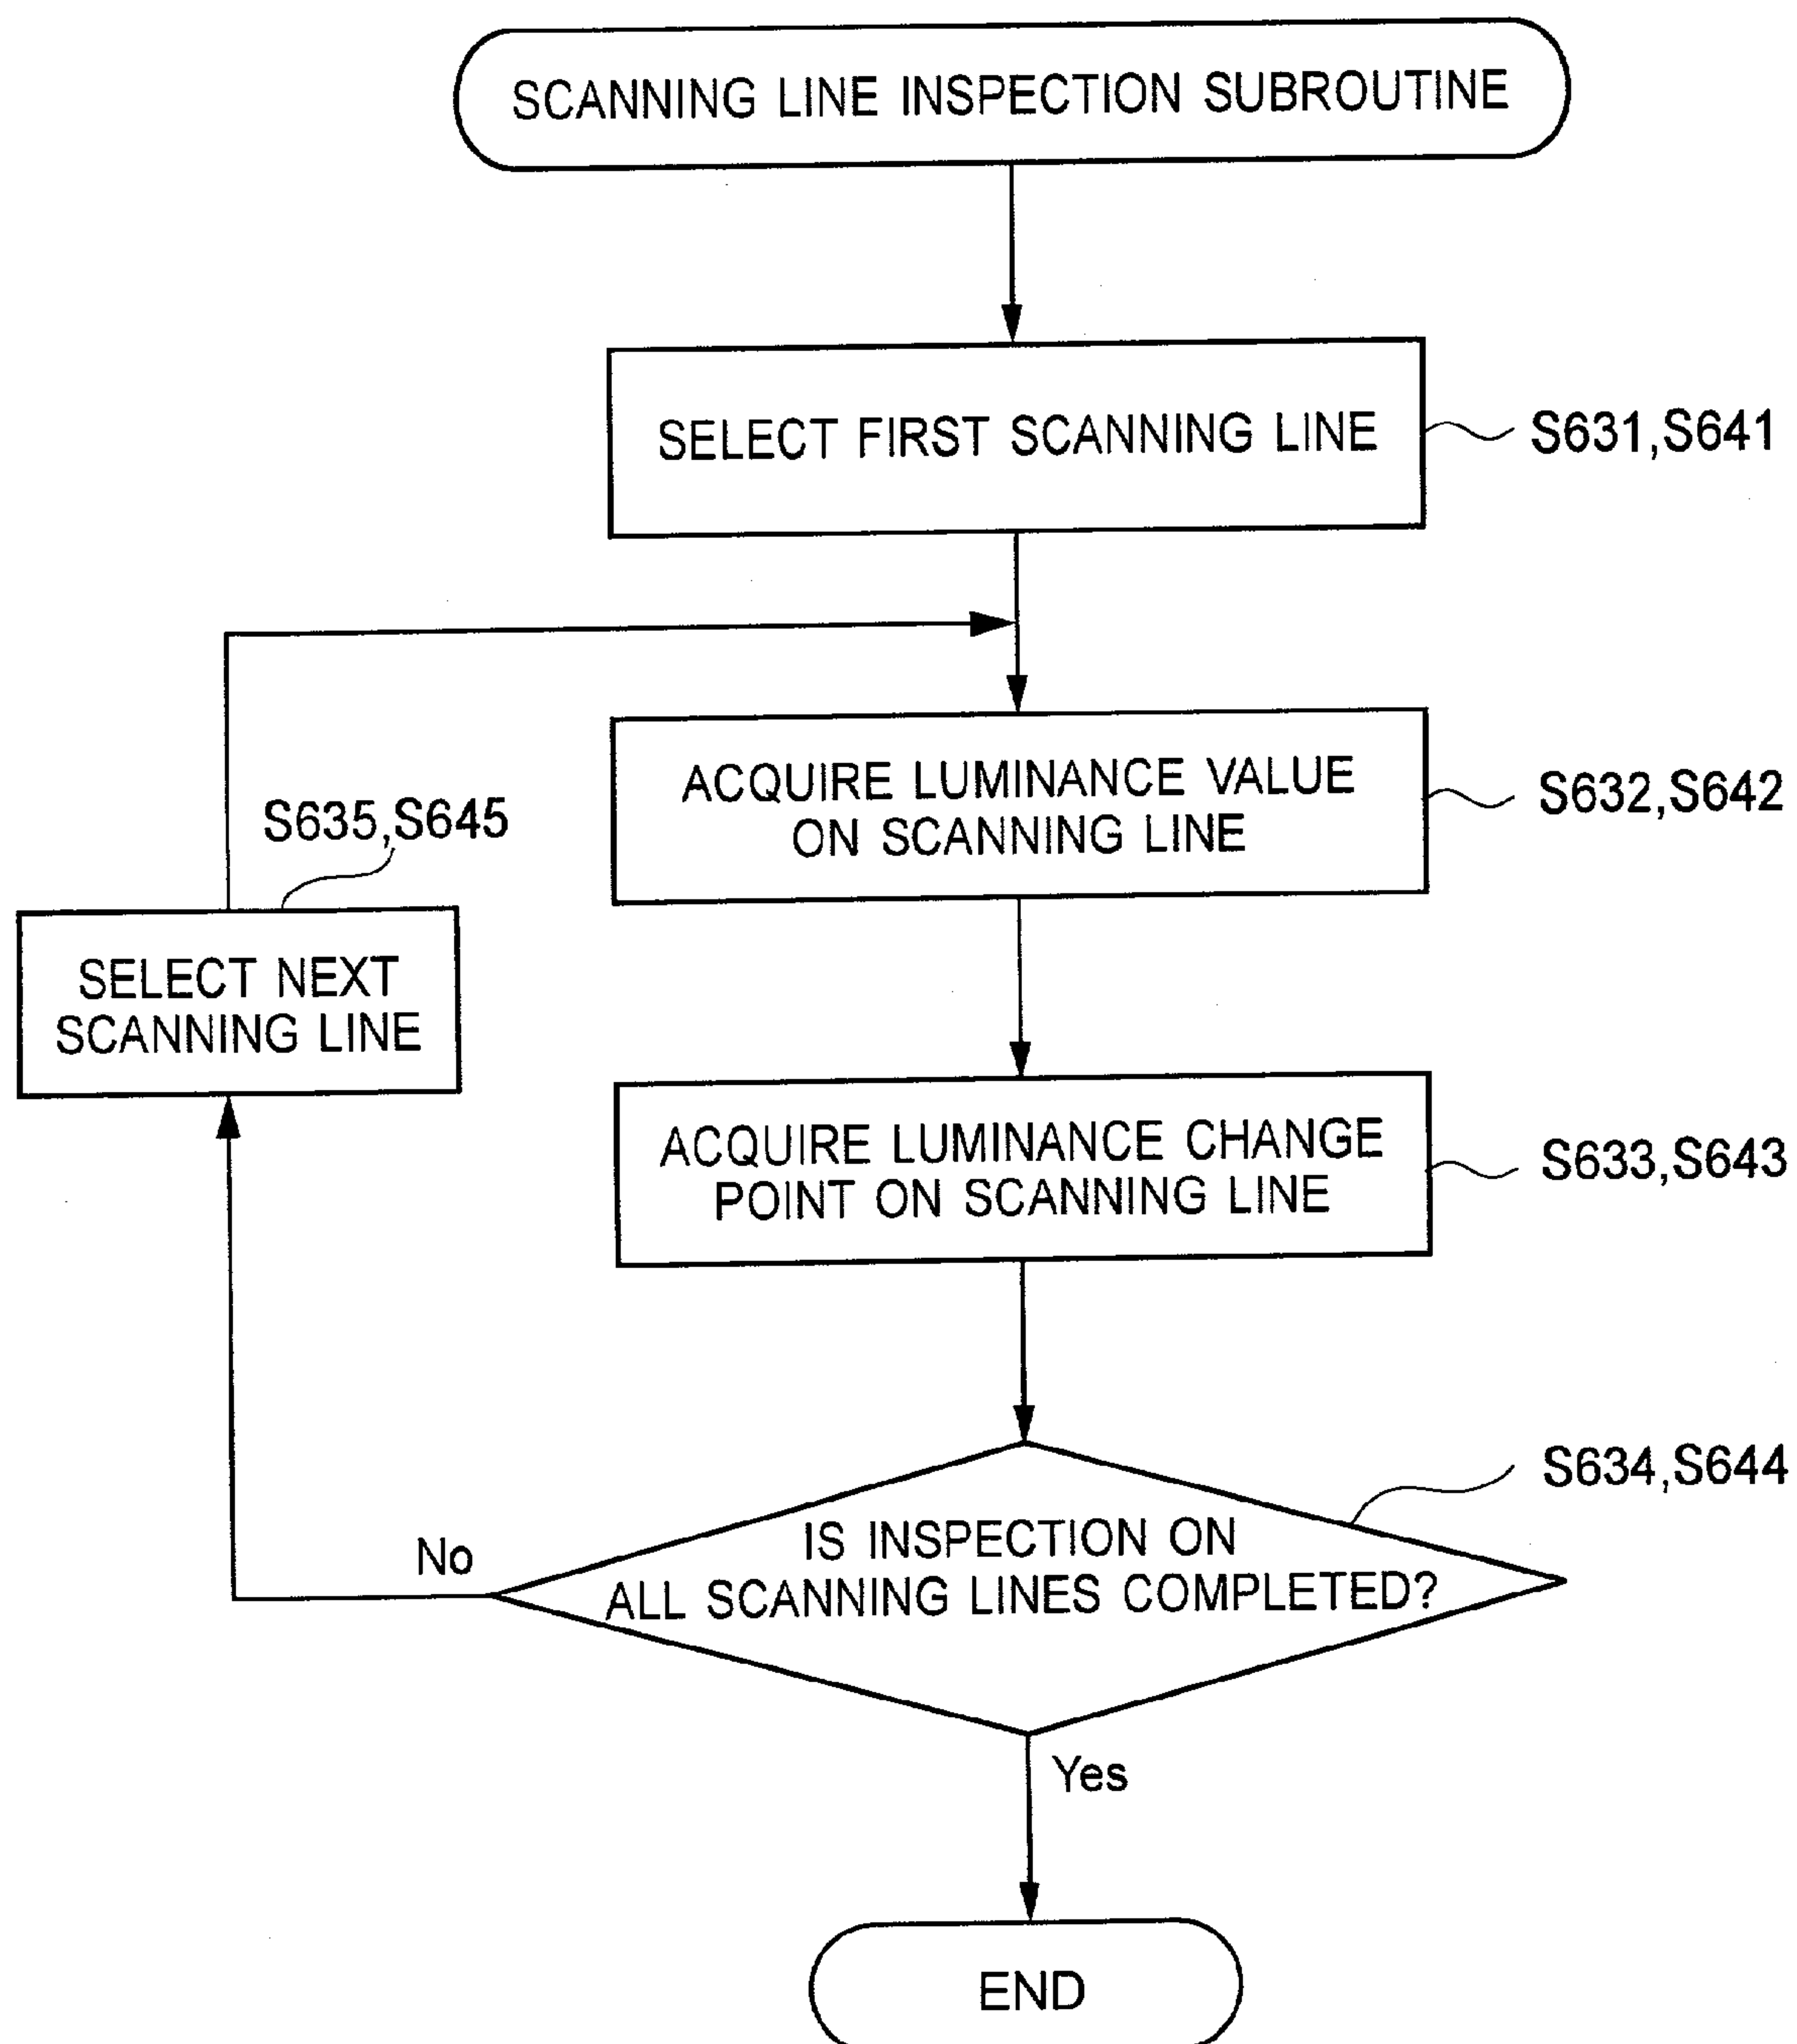 SCANNING LINE INSPECTION SUBROUTINE
SELECT FIRST SCANNING LINE
S631,S641
ACQUIRE LUMINANCE VALUE
ON SCANNING LINE
S632,S642
S635,S645
SELECT NEXT
SCANNING LINE
ACQUIRE LUMINANCE CHANGE
POINT ON SCANNING LINE
S633,S643
S634,S644
IS INSPECTION ON
ALL SCANNING LINES COMPLETED?
No
Yes
END